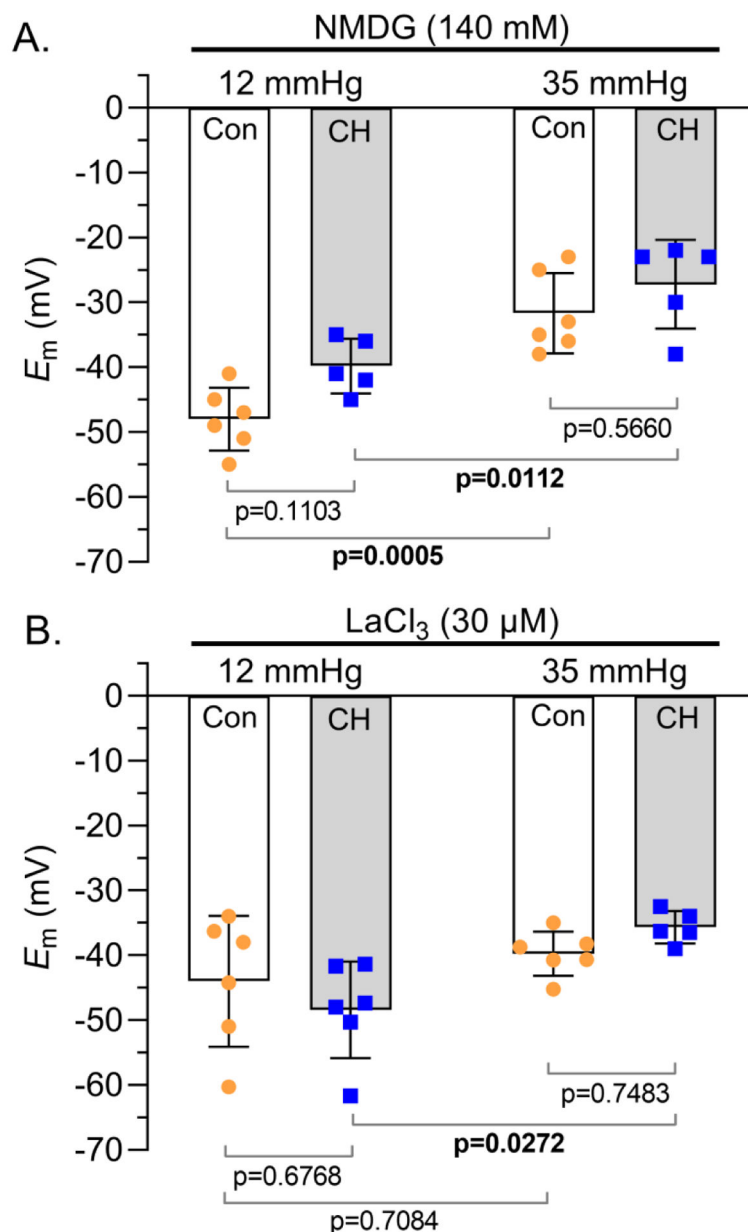 A.
NMDG (140 mM)
12 mmHg 35 mmHg
Con CH Con CH
0
-10
-20
-30
-40
-50
-60
-70
Em (mV)
p=0.5660
p=0.0112
p=0.1103
p=0.0005
B.
LaCl3 (30 µM)
12 mmHg 35 mmHg
Con CH Con CH
0
-10
-20
-30
-40
-50
-60
-70
Em (mV)
p=0.7483
p=0.0272
p=0.6768
p=0.7084